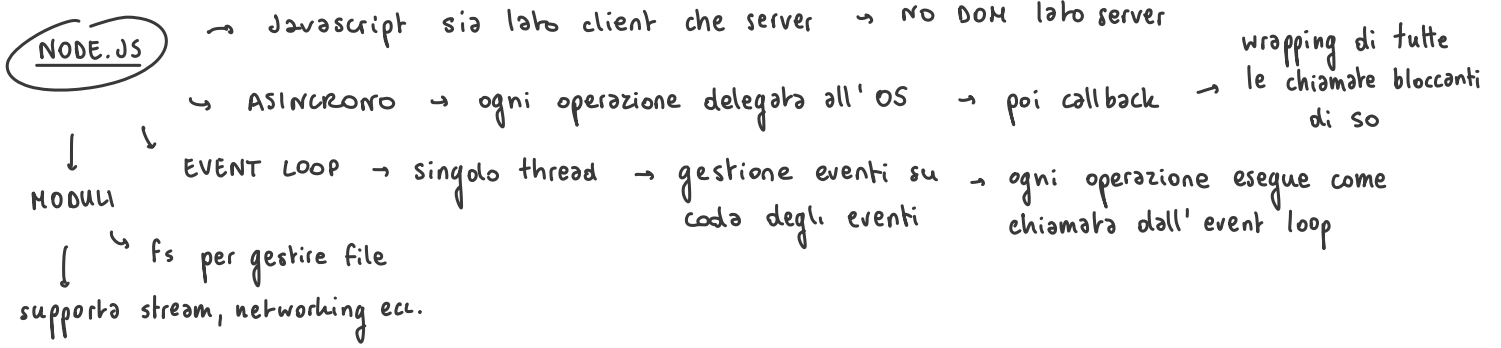 NODE.JS → Javascript sia lato client che server → NO DOM lato server
↳ ASINCRONO → ogni operazione delegata all'OS → poi callback → wrapping di tutte
le chiamate bloccanti
di so
EVENT LOOP → singolo thread → gestione eventi su
coda degli eventi → ogni operazione esegue come
chiamata dall'event loop
MODULI
↳ fs per gestire file
supporta stream, networking ecc.